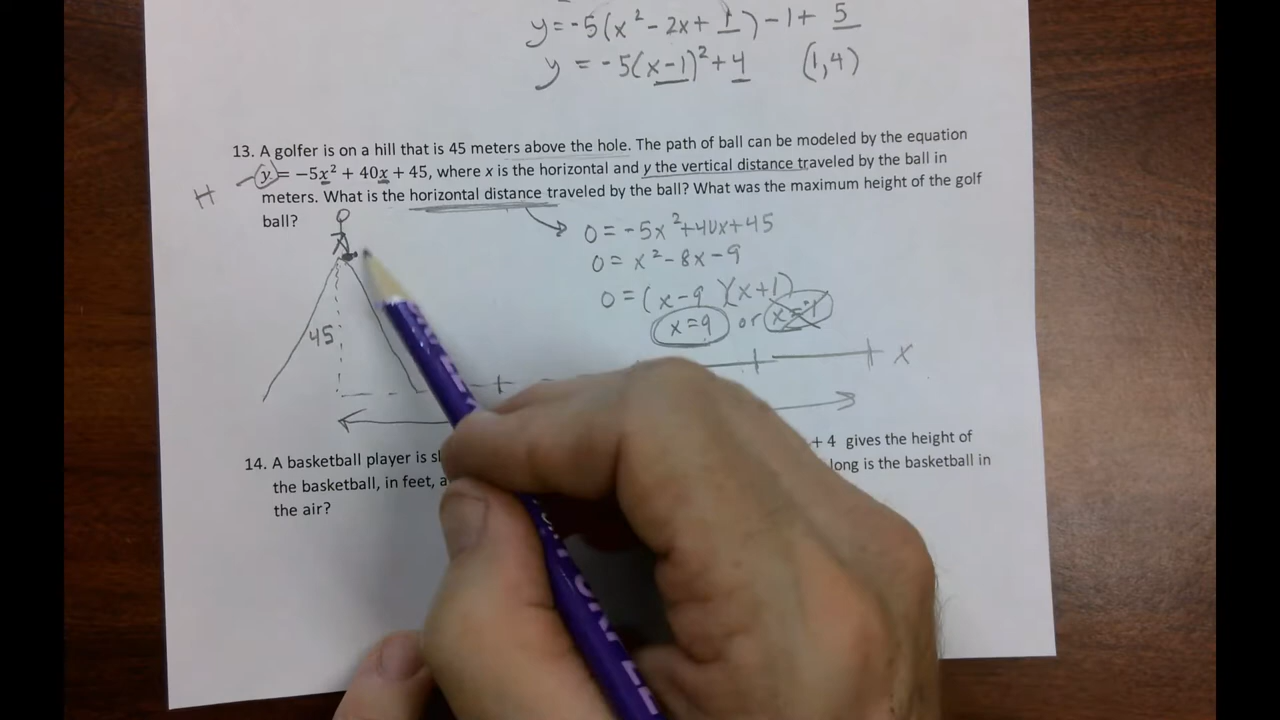 y = -5(x² - 2x + 1) - 1 + 5
y = -5(x-1)² + 4 (1,4)
13. A golfer is on a hill that is 45 meters above the hole. The path of ball can be modeled by the equation
H y = −5x² + 40x + 45, where x is the horizontal and y the vertical distance traveled by the ball in
meters. What is the horizontal distance traveled by the ball? What was the maximum height of the golf
ball?
0 = -5x² + 40x + 45
0 = x² - 8x - 9
0 = (x-9)(x+1)
x=9 or x=-1
45
x
14. A basketball player is + 4 gives the height of
the basketball, in feet, long is the basketball in
the air?